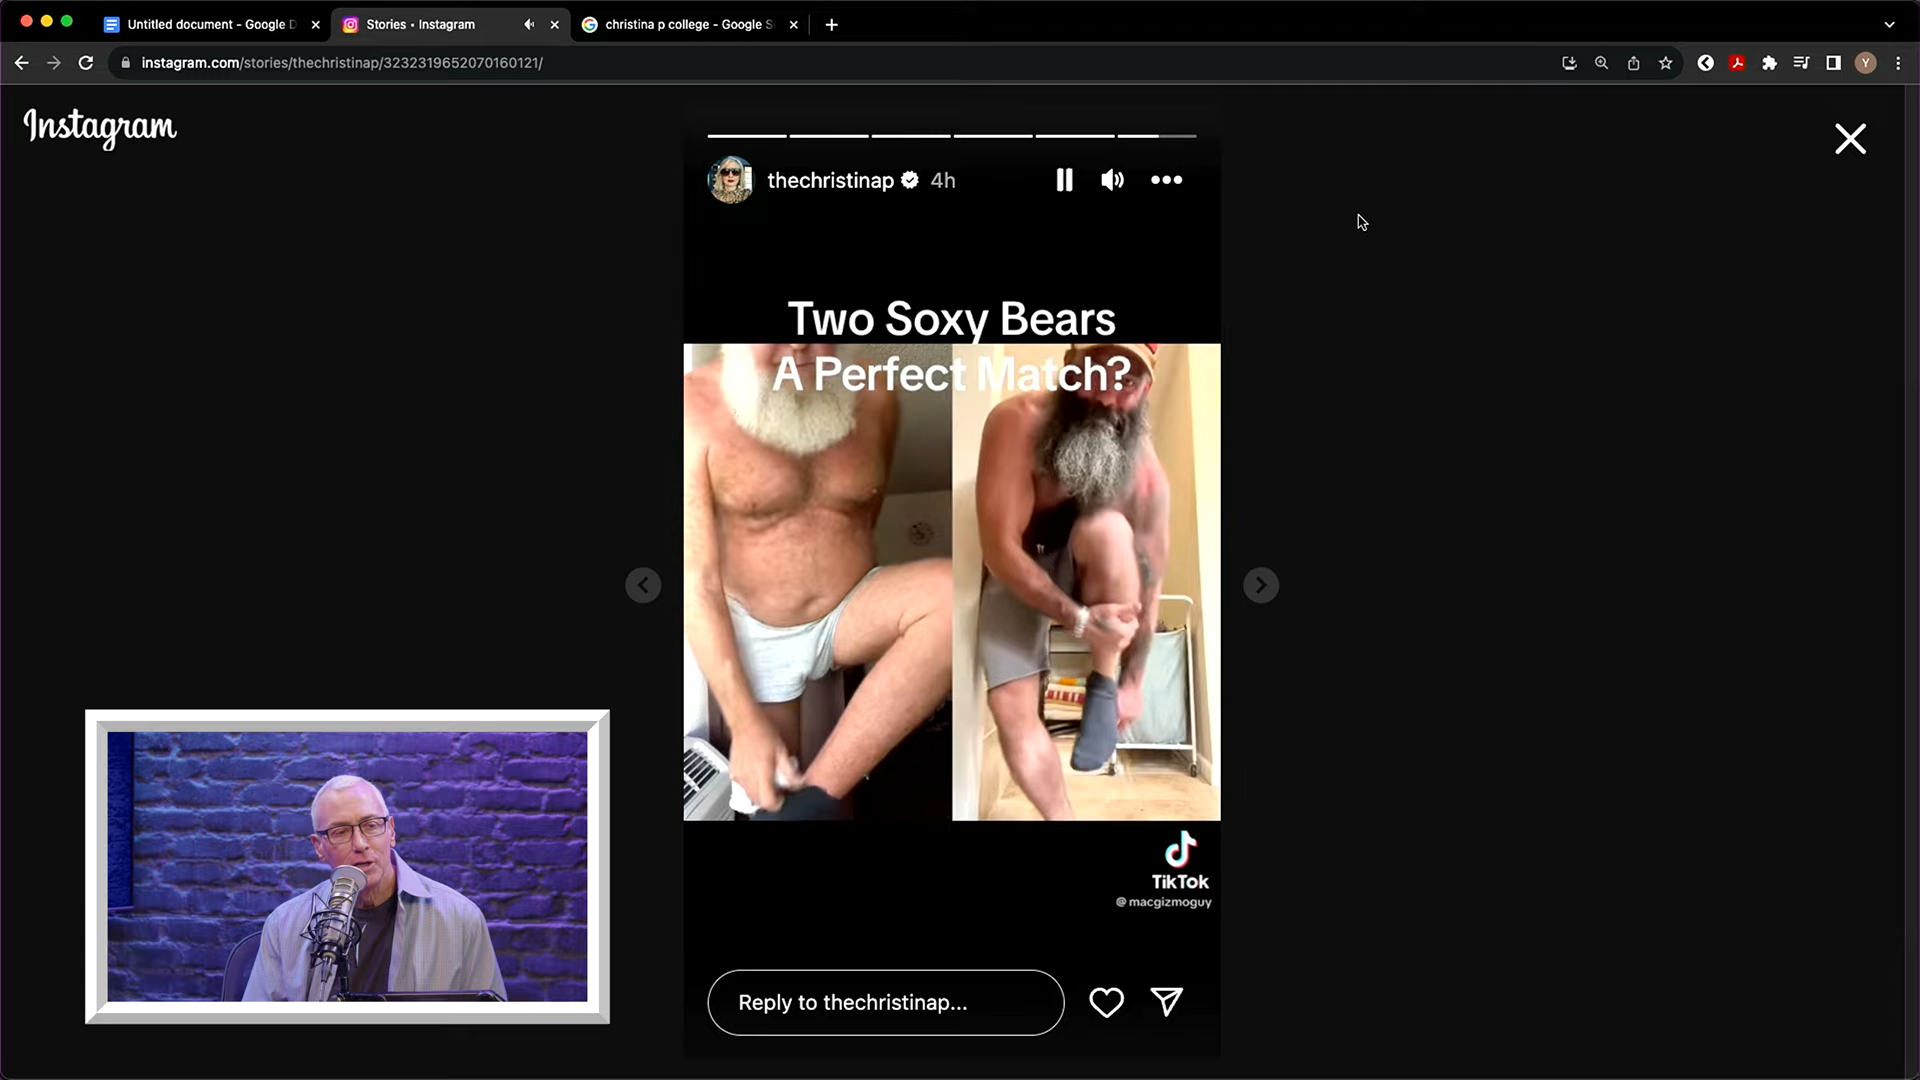 Untitled document - Google D
Stories • Instagram
christina p college - Google S
instagram.com/stories/thechristinap/3232319652070160121/
Y
Instagram
thechristinap 4h
Two Soxy Bears
A Perfect Match?
TikTok
@macgizmoguy
Reply to thechristinap...